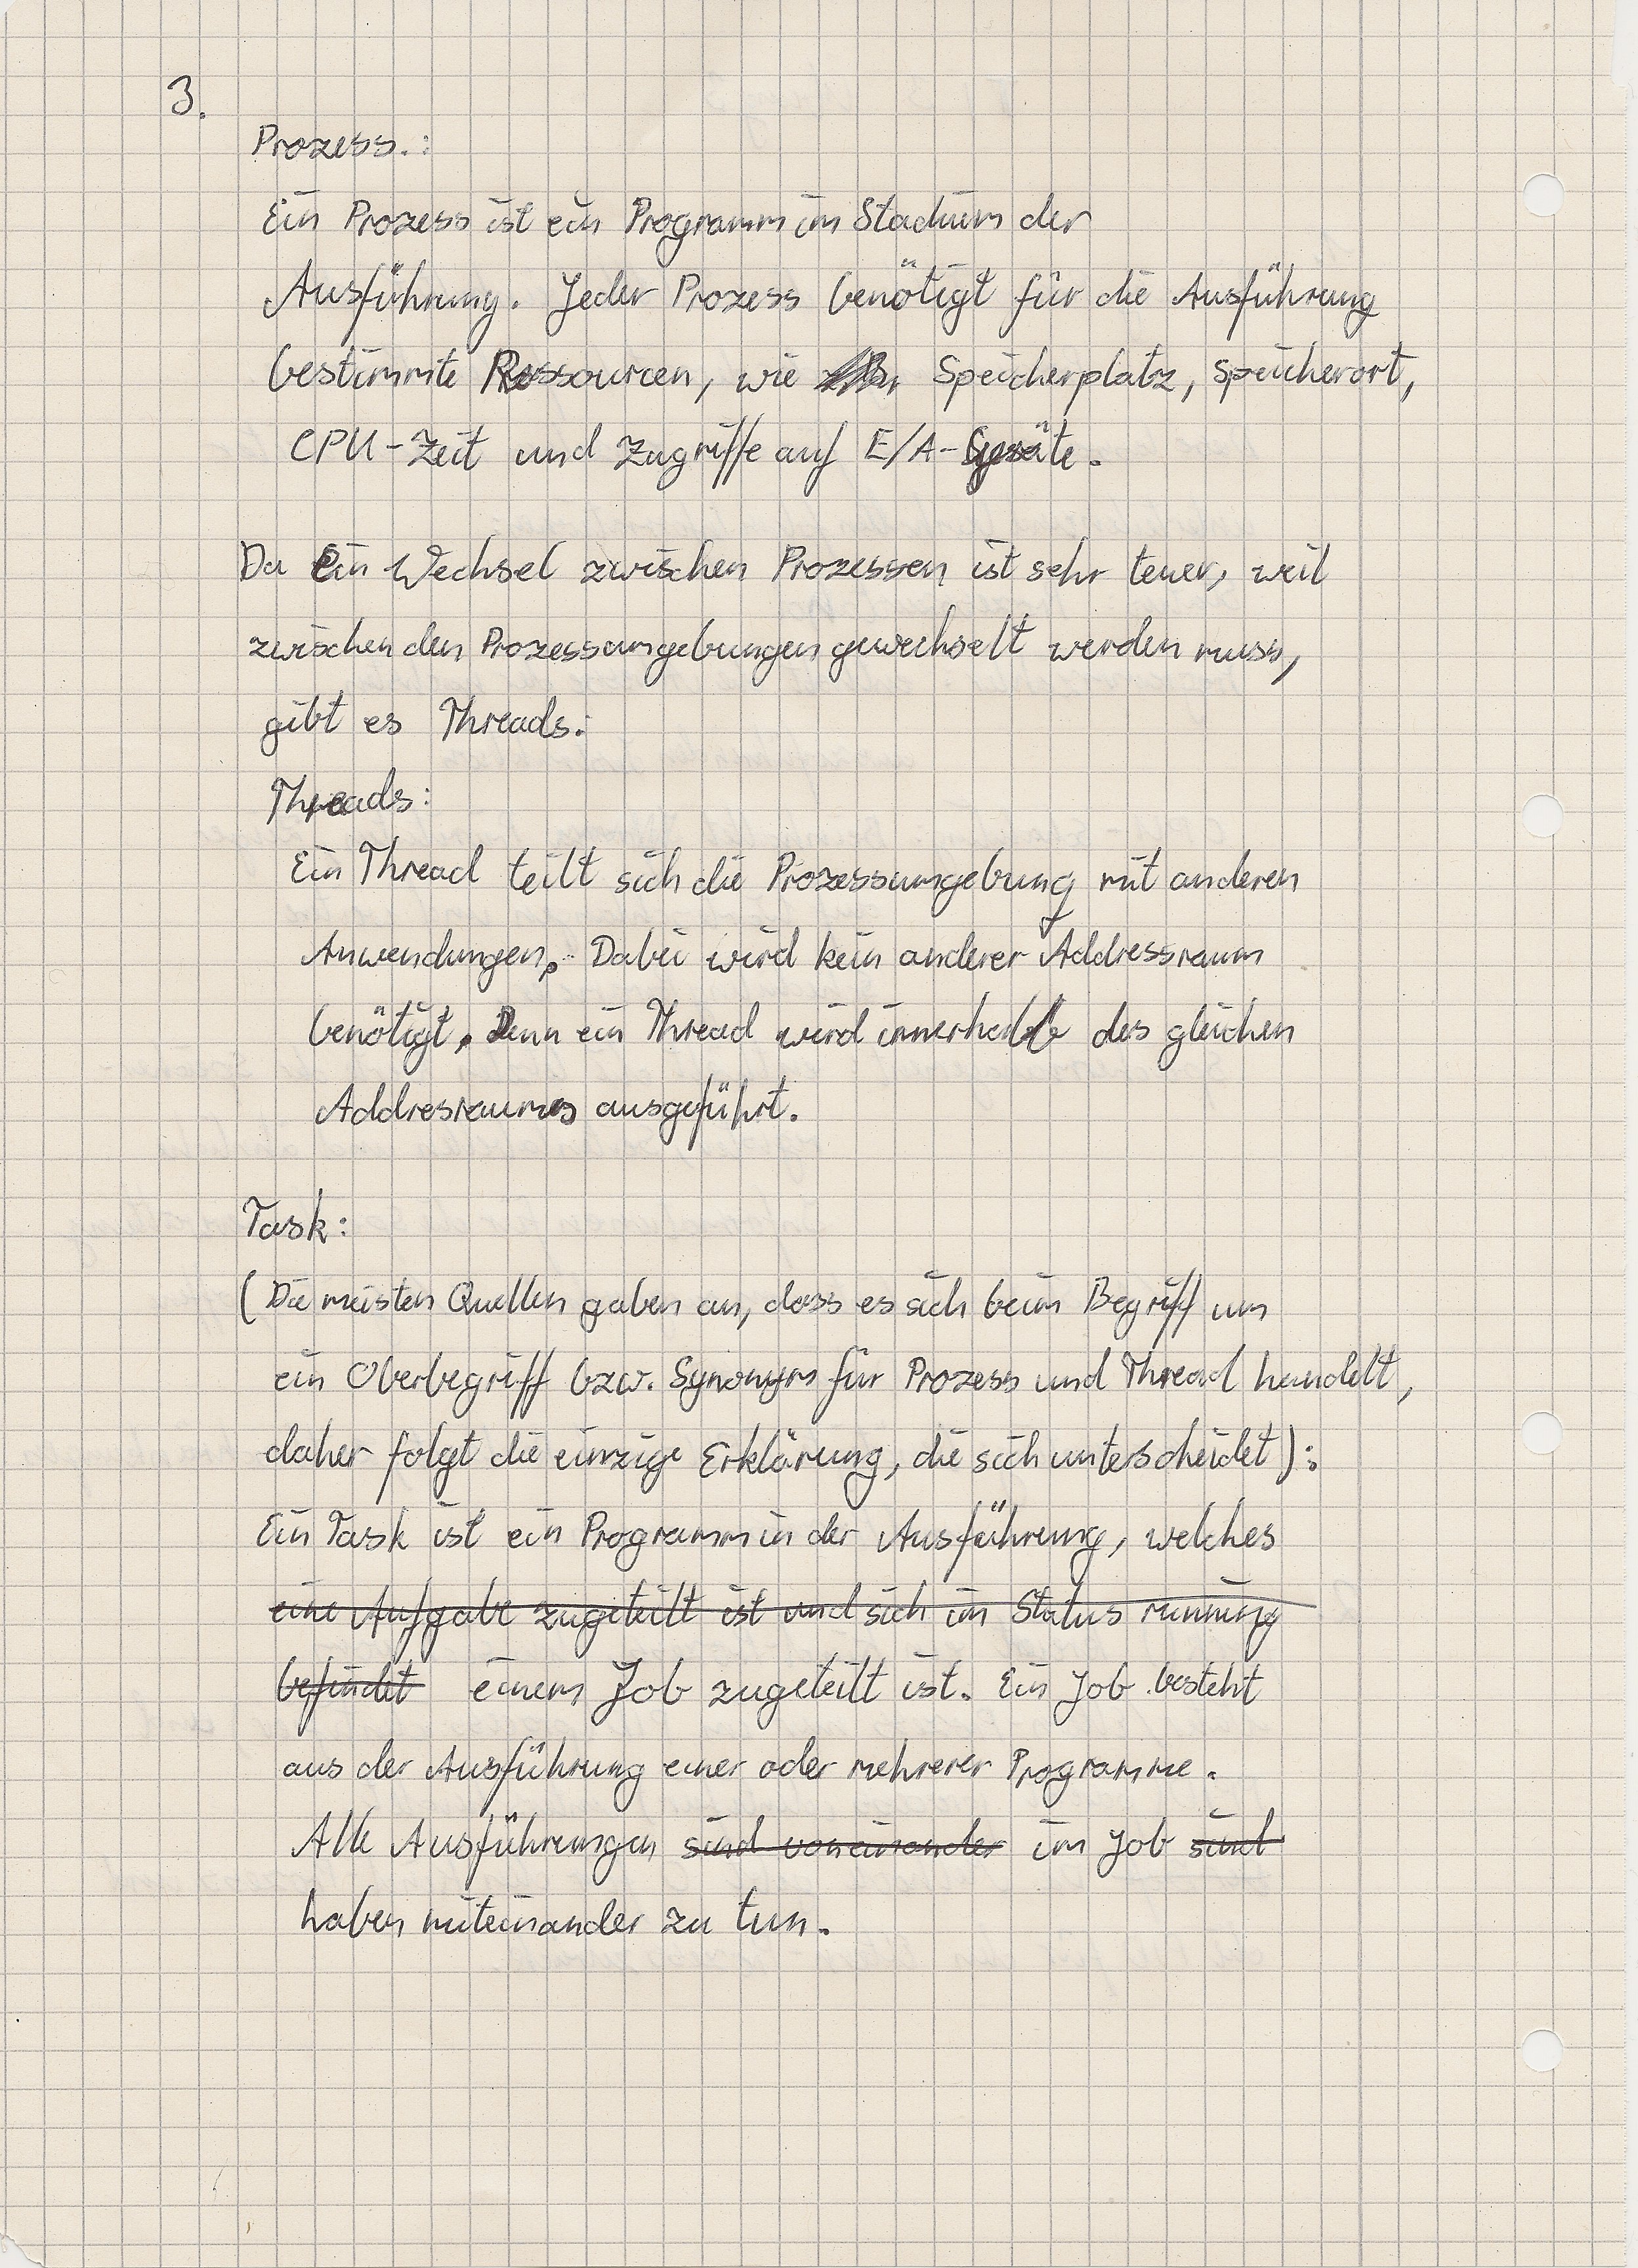 3.
Prozess.:
Ein Prozess ist ein Programm im Stadium der
Ausführung. Jeder Prozess benötigt für die Ausführung
bestimmte Ressourcen, wie Speicherplatz, Speicherort,
CPU-Zeit und Zugriffe auf E/A-Geräte.
Da Ein Wechsel zwischen Prozessen ist sehr teuer, weil
zwischen den Prozessumgebungen gewechselt werden muss,
gibt es Threads.
Threads:
Ein Thread teilt sich die Prozessumgebung mit anderen
Anwendungen. Dabei wird kein anderer Addressraum
benötigt. Denn ein Thread wird innerhalb des gleichen
Addresraumes ausgeführt.
Task:
(Die meisten Quellen gaben an, dass es sich beim Begriff um
ein Oberbegriff bzw. Synonym für Prozess und Thread handelt,
daher folgt die einzige Erklärung, die sich unterscheidet):
Ein Task ist ein Programm in der Ausführung, welches
eine Aufgabe zugeteilt ist und sich im Status running
befindet einem Job zugeteilt ist. Ein Job besteht
aus der Ausführung einer oder mehrerer Programme.
Alle Ausführungen sind voneinander im Job sind
haben miteinander zu tun.